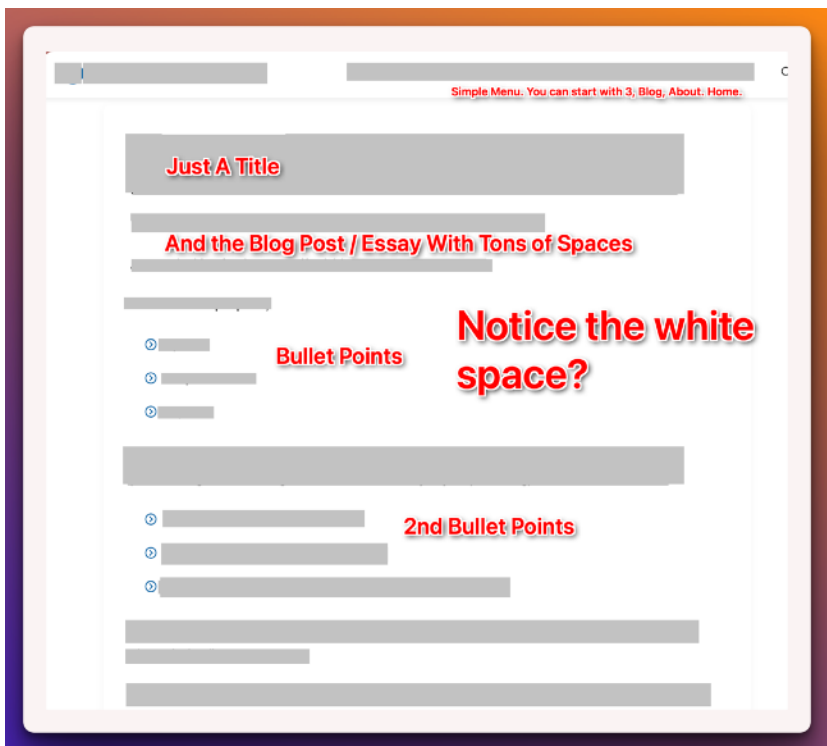 Simple Menu. You can start with 3, Blog, About. Home.
Just A Title
And the Blog Post / Essay With Tons of Spaces
Notice the white
space?
Bullet Points
2nd Bullet Points